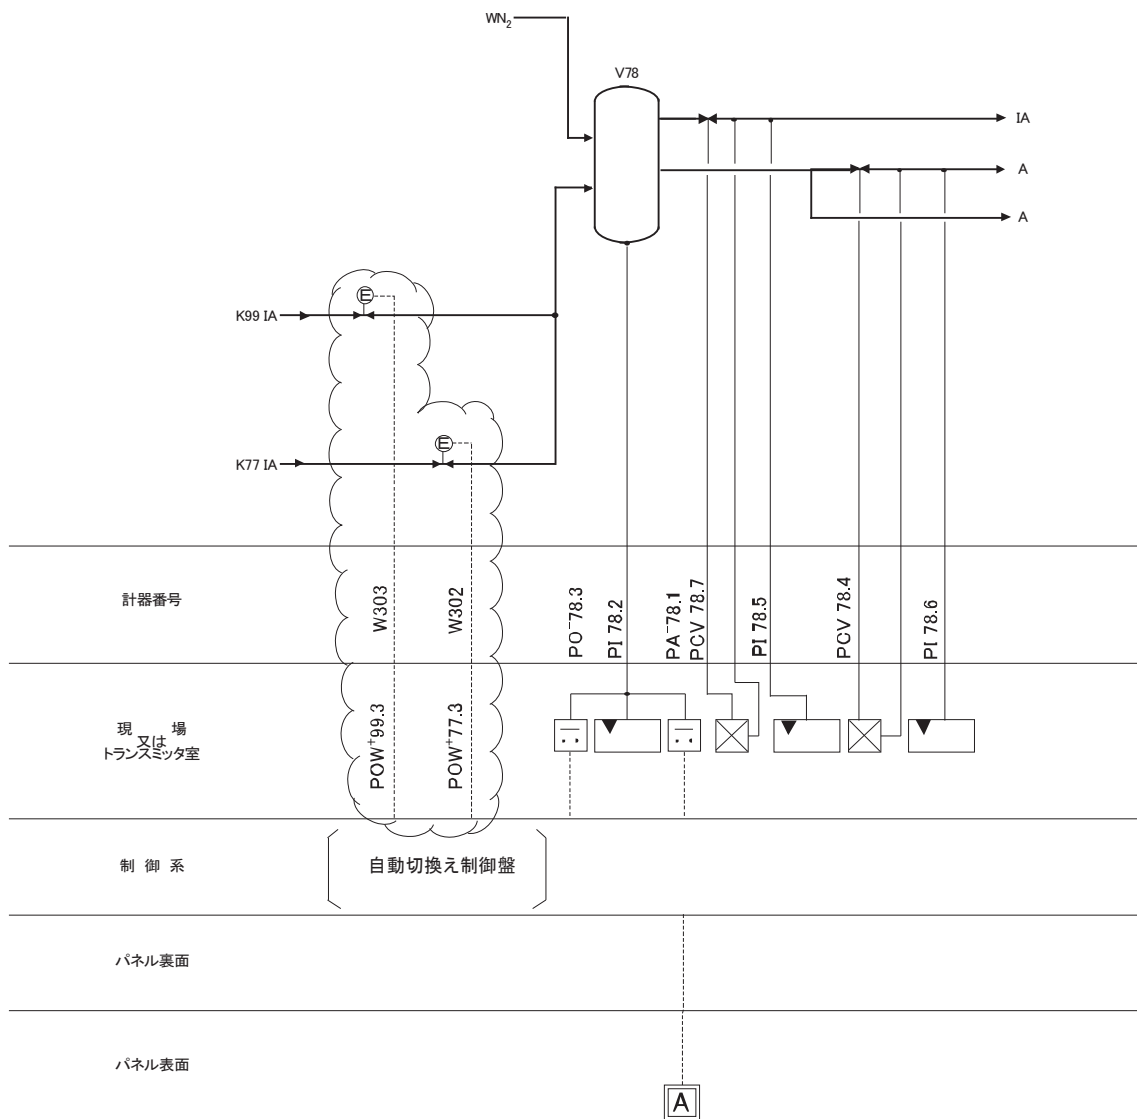 WN₂
V78
IA
A
A
E
K99 IA
E
K77 IA
計器番号
W303
W302
PO⁻78.3
PI 78.2
PA⁻78.1
PCV 78.7
PI 78.5
PCV 78.4
PI 78.6
現 場
又は
トランスミッタ室
POW⁺99.3
POW⁺77.3
制 御 系
自動切換え制御盤
パネル裏面
パネル表面
A